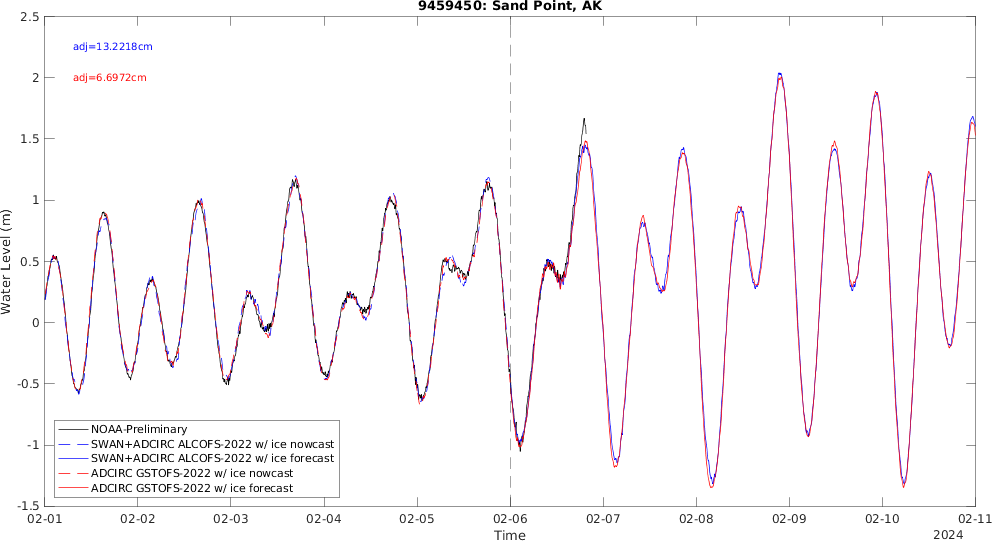 9459450: Sand Point, AK
2.5
adj=13.2218cm
2
adj=6.6972cm
1.5
1
0.5
0
-0.5
-1
-1.5
Water Level (m)
NOAA-Preliminary
SWAN+ADCIRC ALCOFS-2022 w/ ice nowcast
SWAN+ADCIRC ALCOFS-2022 w/ ice forecast
ADCIRC GSTOFS-2022 w/ ice nowcast
ADCIRC GSTOFS-2022 w/ ice forecast
02-01 02-02 02-03 02-04 02-05 02-06 02-07 02-08 02-09 02-10 02-11
Time
2024